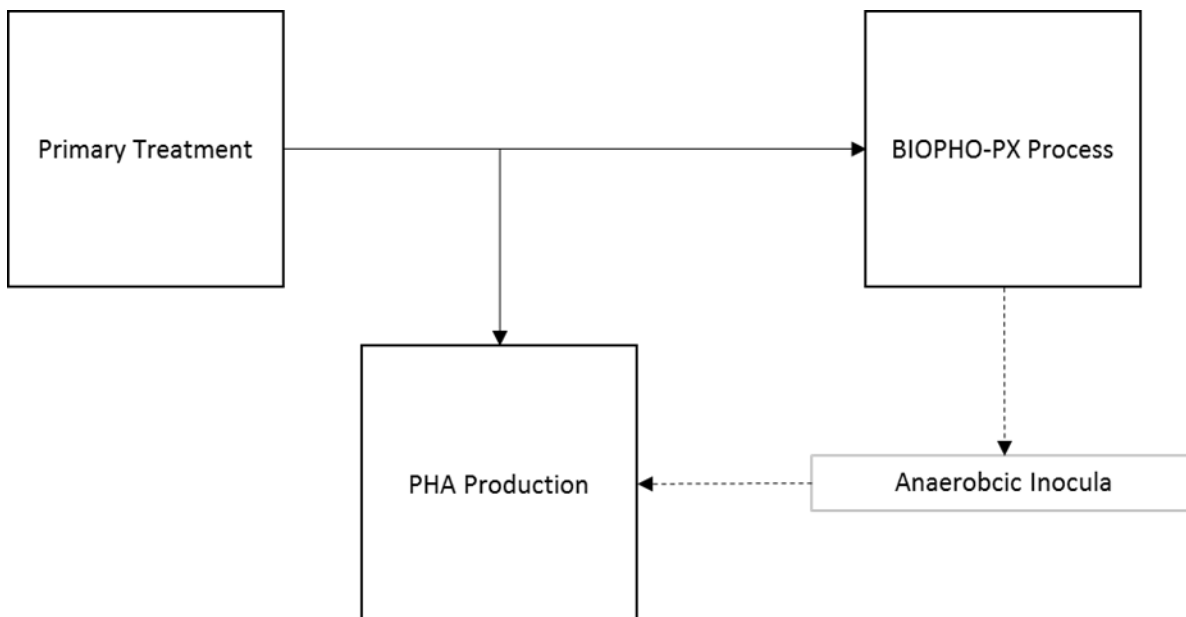 Primary Treatment
BIOPHO-PX Process
PHA Production
Anaerobcic Inocula